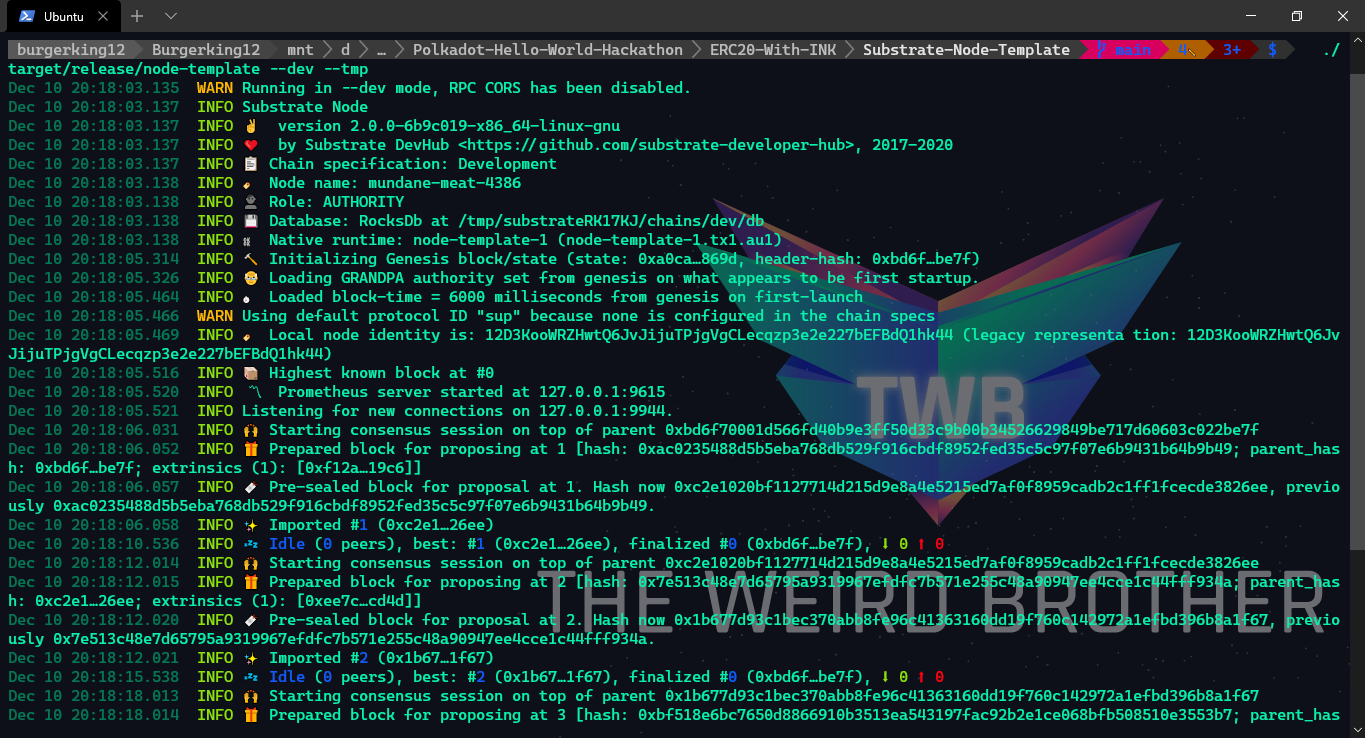 Ubuntu
burgerking12 Burgerking12 mnt d … Polkadot-Hello-World-Hackathon ERC20-With-INK Substrate-Node-Template main 4 3+ $ ./
target/release/node-template --dev --tmp
Dec 10 20:18:03.135 WARN Running in --dev mode, RPC CORS has been disabled.
Dec 10 20:18:03.137 INFO Substrate Node
Dec 10 20:18:03.137 INFO ✌️ version 2.0.0-6b9c019-x86_64-linux-gnu
Dec 10 20:18:03.137 INFO ❤️ by Substrate DevHub <https://github.com/substrate-developer-hub>, 2017-2020
Dec 10 20:18:03.137 INFO 📋 Chain specification: Development
Dec 10 20:18:03.138 INFO 🏷 Node name: mundane-meat-4386
Dec 10 20:18:03.138 INFO 👤 Role: AUTHORITY
Dec 10 20:18:03.138 INFO 💾 Database: RocksDb at /tmp/substrateRK17KJ/chains/dev/db
Dec 10 20:18:03.138 INFO ⛓ Native runtime: node-template-1 (node-template-1.tx1.au1)
Dec 10 20:18:05.314 INFO 🔨 Initializing Genesis block/state (state: 0xa0ca…869d, header-hash: 0xbd6f…be7f)
Dec 10 20:18:05.326 INFO 👴 Loading GRANDPA authority set from genesis on what appears to be first startup.
Dec 10 20:18:05.464 INFO ⏱ Loaded block-time = 6000 milliseconds from genesis on first-launch
Dec 10 20:18:05.466 WARN Using default protocol ID "sup" because none is configured in the chain specs
Dec 10 20:18:05.469 INFO 🏷 Local node identity is: 12D3KooWRZHwtQ6JvJijuTPjgVgCLecqzp3e2e227bEFBdQ1hk44 (legacy representa tion: 12D3KooWRZHwtQ6Jv
JijuTPjgVgCLecqzp3e2e227bEFBdQ1hk44)
Dec 10 20:18:05.516 INFO 📦 Highest known block at #0
Dec 10 20:18:05.520 INFO 〽️ Prometheus server started at 127.0.0.1:9615
Dec 10 20:18:05.521 INFO Listening for new connections on 127.0.0.1:9944.
Dec 10 20:18:06.031 INFO 🙌 Starting consensus session on top of parent 0xbd6f70001d566fd40b9e3ff50d33c9b00b34526629849be717d60603c022be7f
Dec 10 20:18:06.052 INFO 🎁 Prepared block for proposing at 1 [hash: 0xac0235488d5b5eba768db529f916cbdf8952fed35c5c97f07e6b9431b64b9b49; parent_has
h: 0xbd6f…be7f; extrinsics (1): [0xf12a…19c6]]
Dec 10 20:18:06.057 INFO 🔖 Pre-sealed block for proposal at 1. Hash now 0xc2e1020bf1127714d215d9e8a4e5215ed7af0f8959cadb2c1ff1fcecde3826ee, previo
usly 0xac0235488d5b5eba768db529f916cbdf8952fed35c5c97f07e6b9431b64b9b49.
Dec 10 20:18:06.058 INFO ✨ Imported #1 (0xc2e1…26ee)
Dec 10 20:18:10.536 INFO 💤 Idle (0 peers), best: #1 (0xc2e1…26ee), finalized #0 (0xbd6f…be7f), ⬇ 0 ⬆ 0
Dec 10 20:18:12.014 INFO 🙌 Starting consensus session on top of parent 0xc2e1020bf1127714d215d9e8a4e5215ed7af0f8959cadb2c1ff1fcecde3826ee
Dec 10 20:18:12.015 INFO 🎁 Prepared block for proposing at 2 [hash: 0x7e513c48e7d65795a9319967efdfc7b571e255c48a90947ee4cce1c44fff934a; parent_has
h: 0xc2e1…26ee; extrinsics (1): [0xee7c…cd4d]]
Dec 10 20:18:12.020 INFO 🔖 Pre-sealed block for proposal at 2. Hash now 0x1b677d93c1bec370abb8fe96c41363160dd19f760c142972a1efbd396b8a1f67, previo
usly 0x7e513c48e7d65795a9319967efdfc7b571e255c48a90947ee4cce1c44fff934a.
Dec 10 20:18:12.021 INFO ✨ Imported #2 (0x1b67…1f67)
Dec 10 20:18:15.538 INFO 💤 Idle (0 peers), best: #2 (0x1b67…1f67), finalized #0 (0xbd6f…be7f), ⬇ 0 ⬆ 0
Dec 10 20:18:18.013 INFO 🙌 Starting consensus session on top of parent 0x1b677d93c1bec370abb8fe96c41363160dd19f760c142972a1efbd396b8a1f67
Dec 10 20:18:18.014 INFO 🎁 Prepared block for proposing at 3 [hash: 0xbf518e6bc7650d8866910b3513ea543197fac92b2e1ce068bfb508510e3553b7; parent_has
TWB
THE WEIRD BROTHER